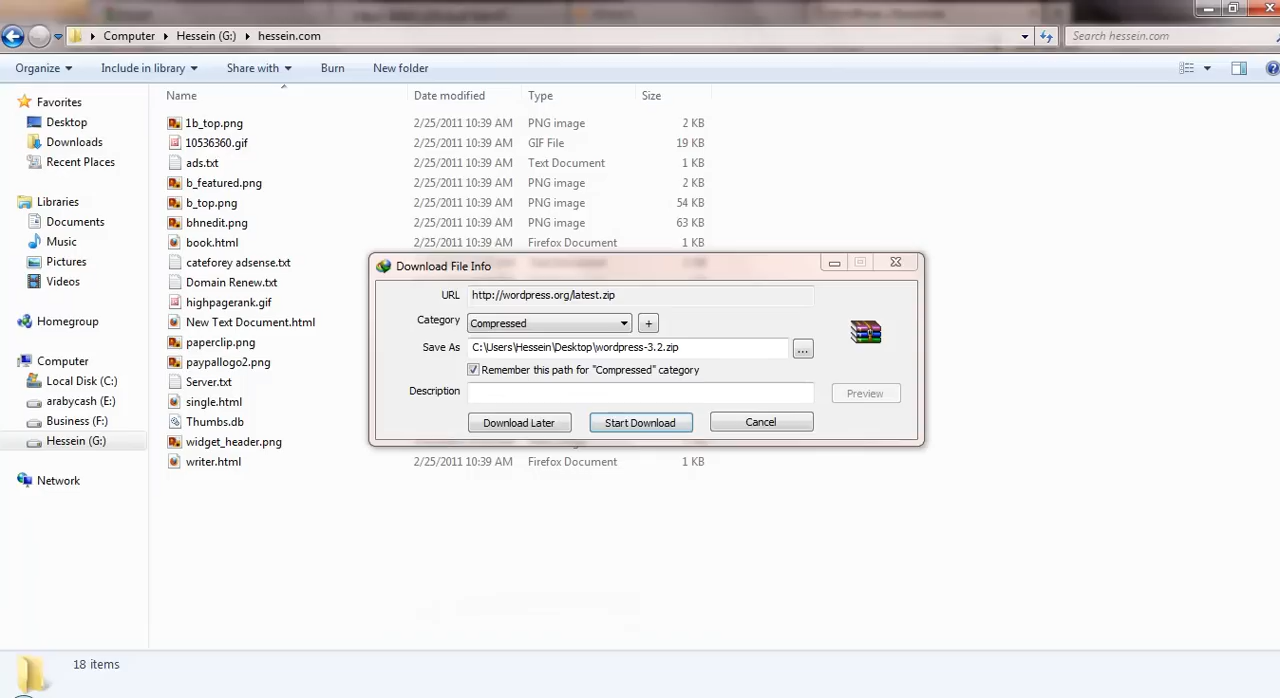 Computer Hessein (G:) hessein.com
Search hessein.com
Organize Include in library Share with Burn New folder
Favorites
Desktop
Downloads
Recent Places
Libraries
Documents
Music
Pictures
Videos
Homegroup
Computer
Local Disk (C:)
arabycash (E:)
Business (F:)
Hessein (G:)
Network
Name Date modified Type Size
1b_top.png 2/25/2011 10:39 AM PNG image 2 KB
10536360.gif 2/25/2011 10:39 AM GIF File 19 KB
ads.txt 2/25/2011 10:39 AM Text Document 1 KB
b_featured.png 2/25/2011 10:39 AM PNG image 2 KB
b_top.png 2/25/2011 10:39 AM PNG image 54 KB
bhnedit.png 2/25/2011 10:39 AM PNG image 63 KB
book.html 2/25/2011 10:39 AM Firefox Document 1 KB
cateforey adsense.txt
Domain Renew.txt
highpagerank.gif
New Text Document.html
paperclip.png
paypallogo2.png
Server.txt
single.html
Thumbs.db
widget_header.png
writer.html 2/25/2011 10:39 AM Firefox Document 1 KB
Download File Info
URL http://wordpress.org/latest.zip
Category Compressed +
Save As C:\Users\Hessein\Desktop\wordpress-3.2.zip ...
Remember this path for "Compressed" category
Description Preview
Download Later Start Download Cancel
18 items